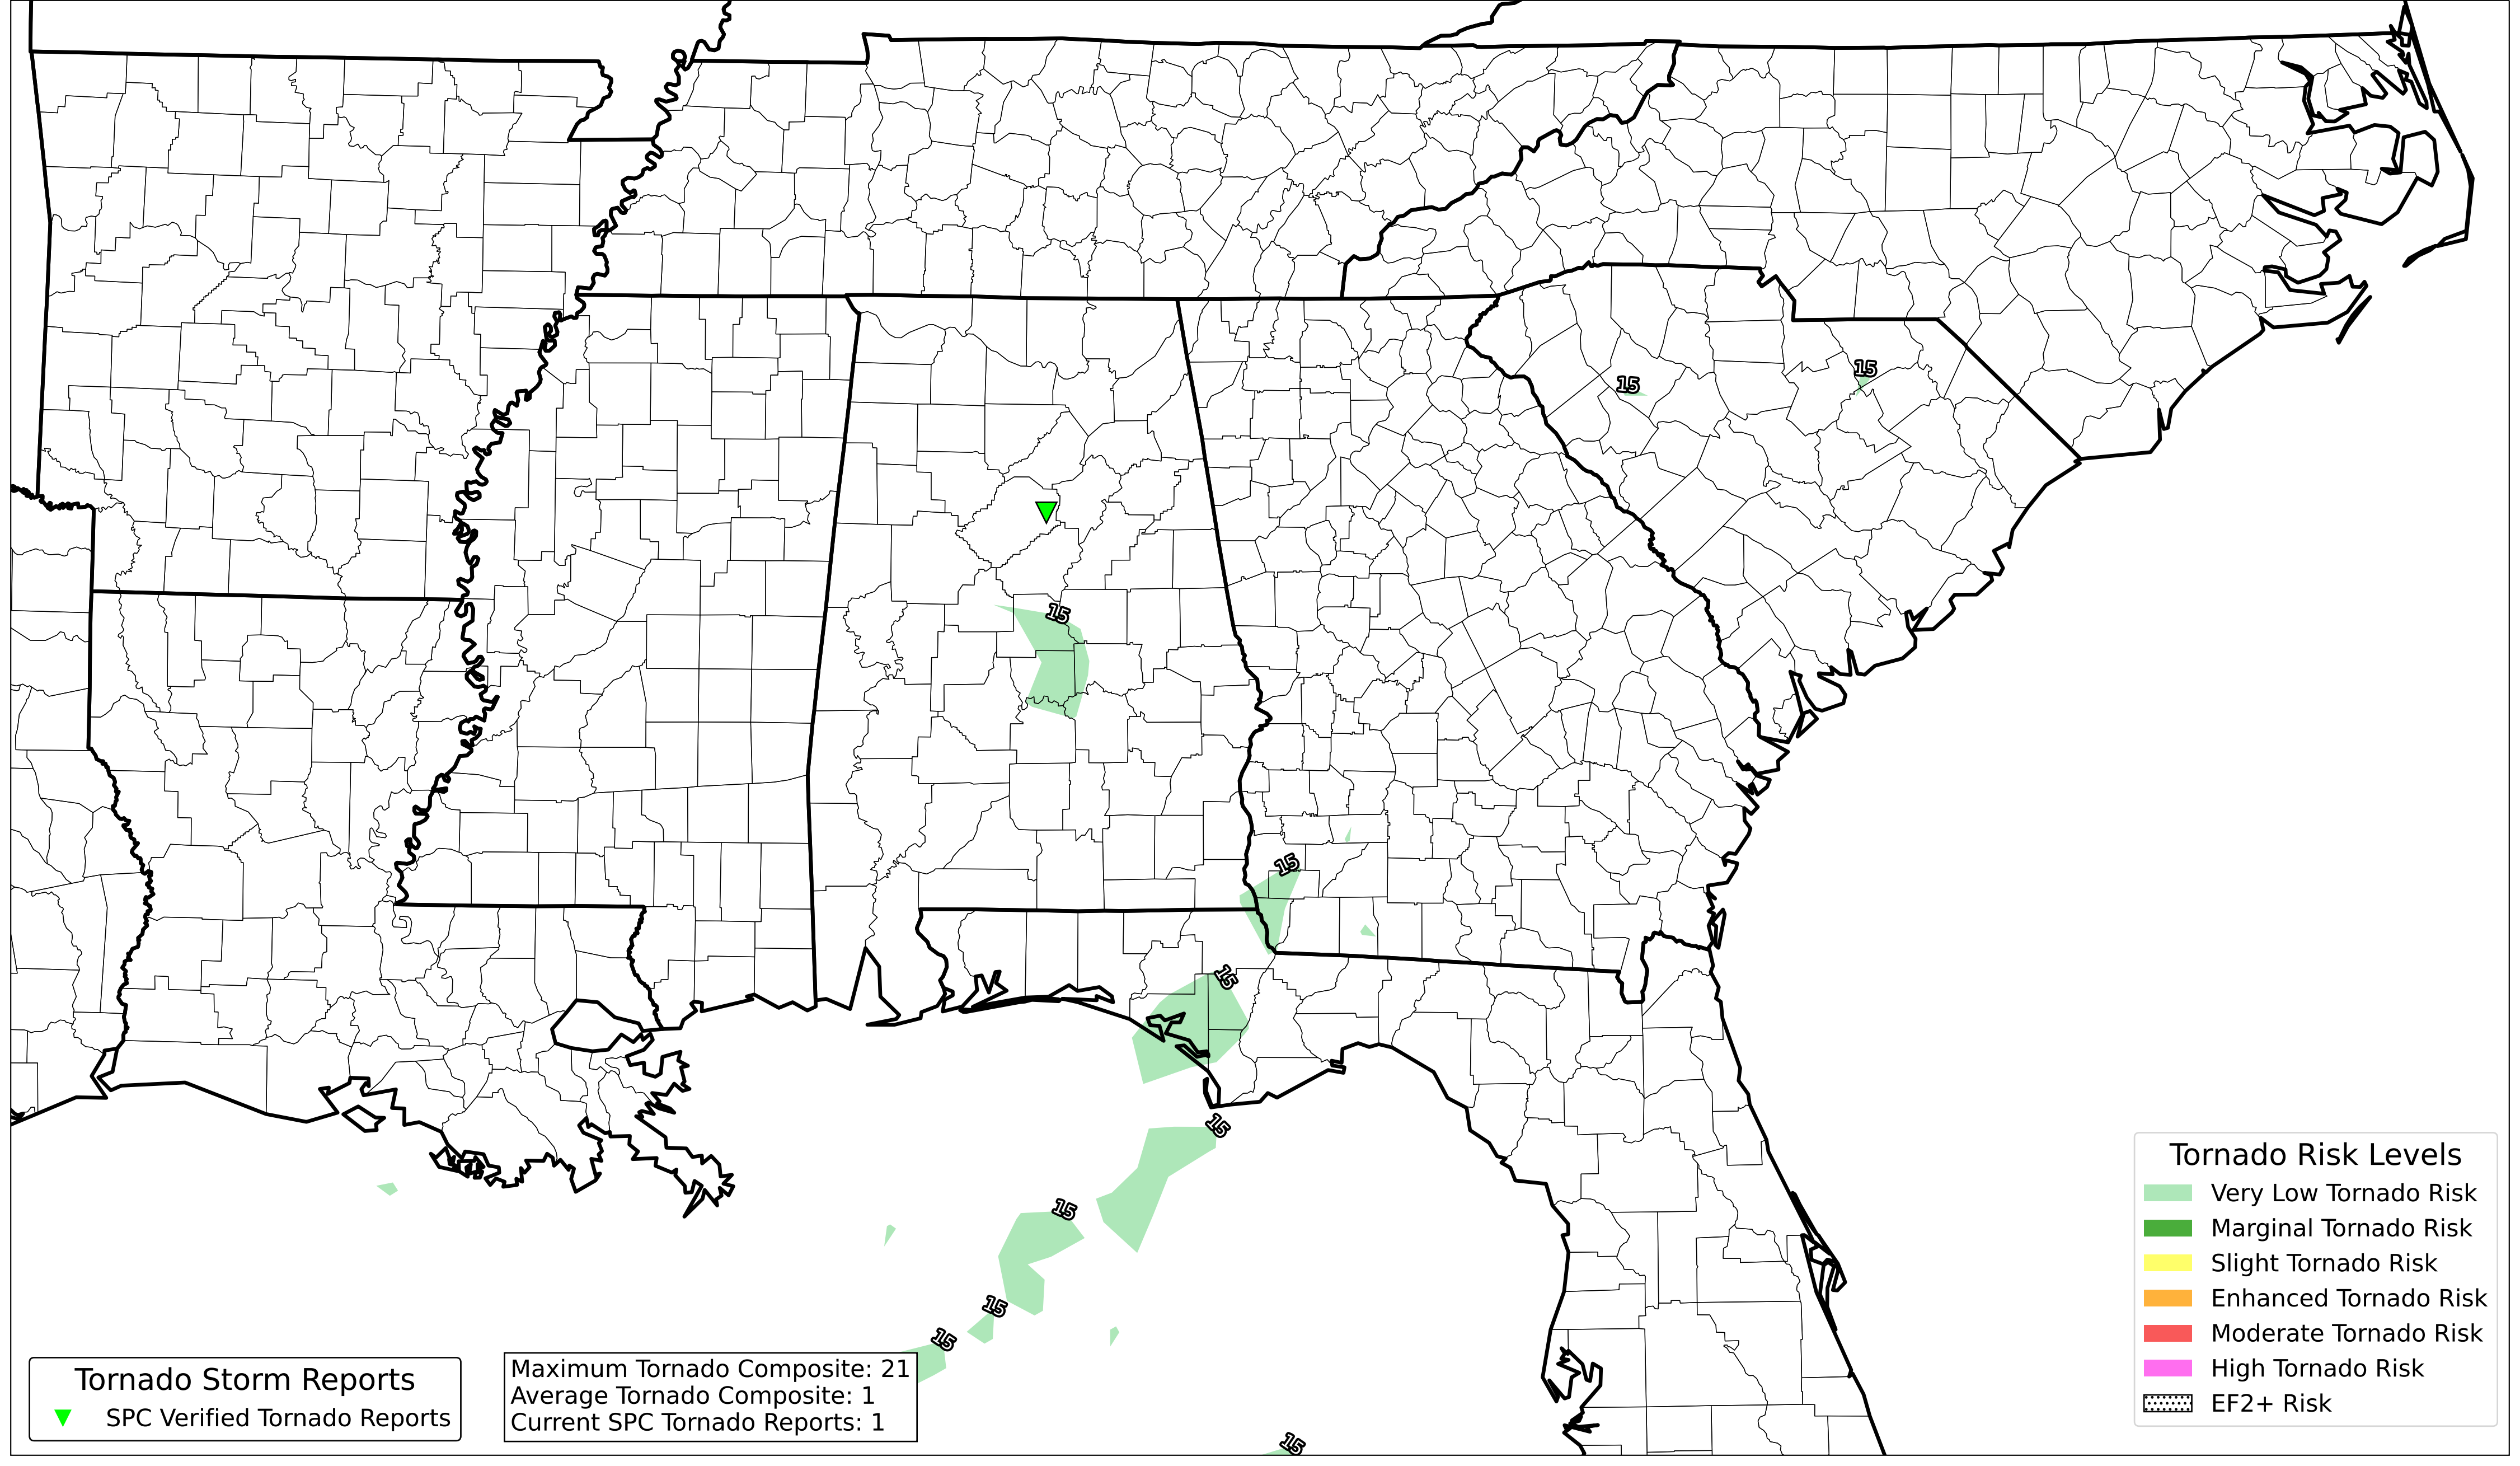 15
15
15
15
15
15
15
15
15
15
Tornado Risk Levels
Very Low Tornado Risk
Marginal Tornado Risk
Slight Tornado Risk
Enhanced Tornado Risk
Moderate Tornado Risk
High Tornado Risk
EF2+ Risk
Tornado Storm Reports
SPC Verified Tornado Reports
Maximum Tornado Composite: 21
Average Tornado Composite: 1
Current SPC Tornado Reports: 1